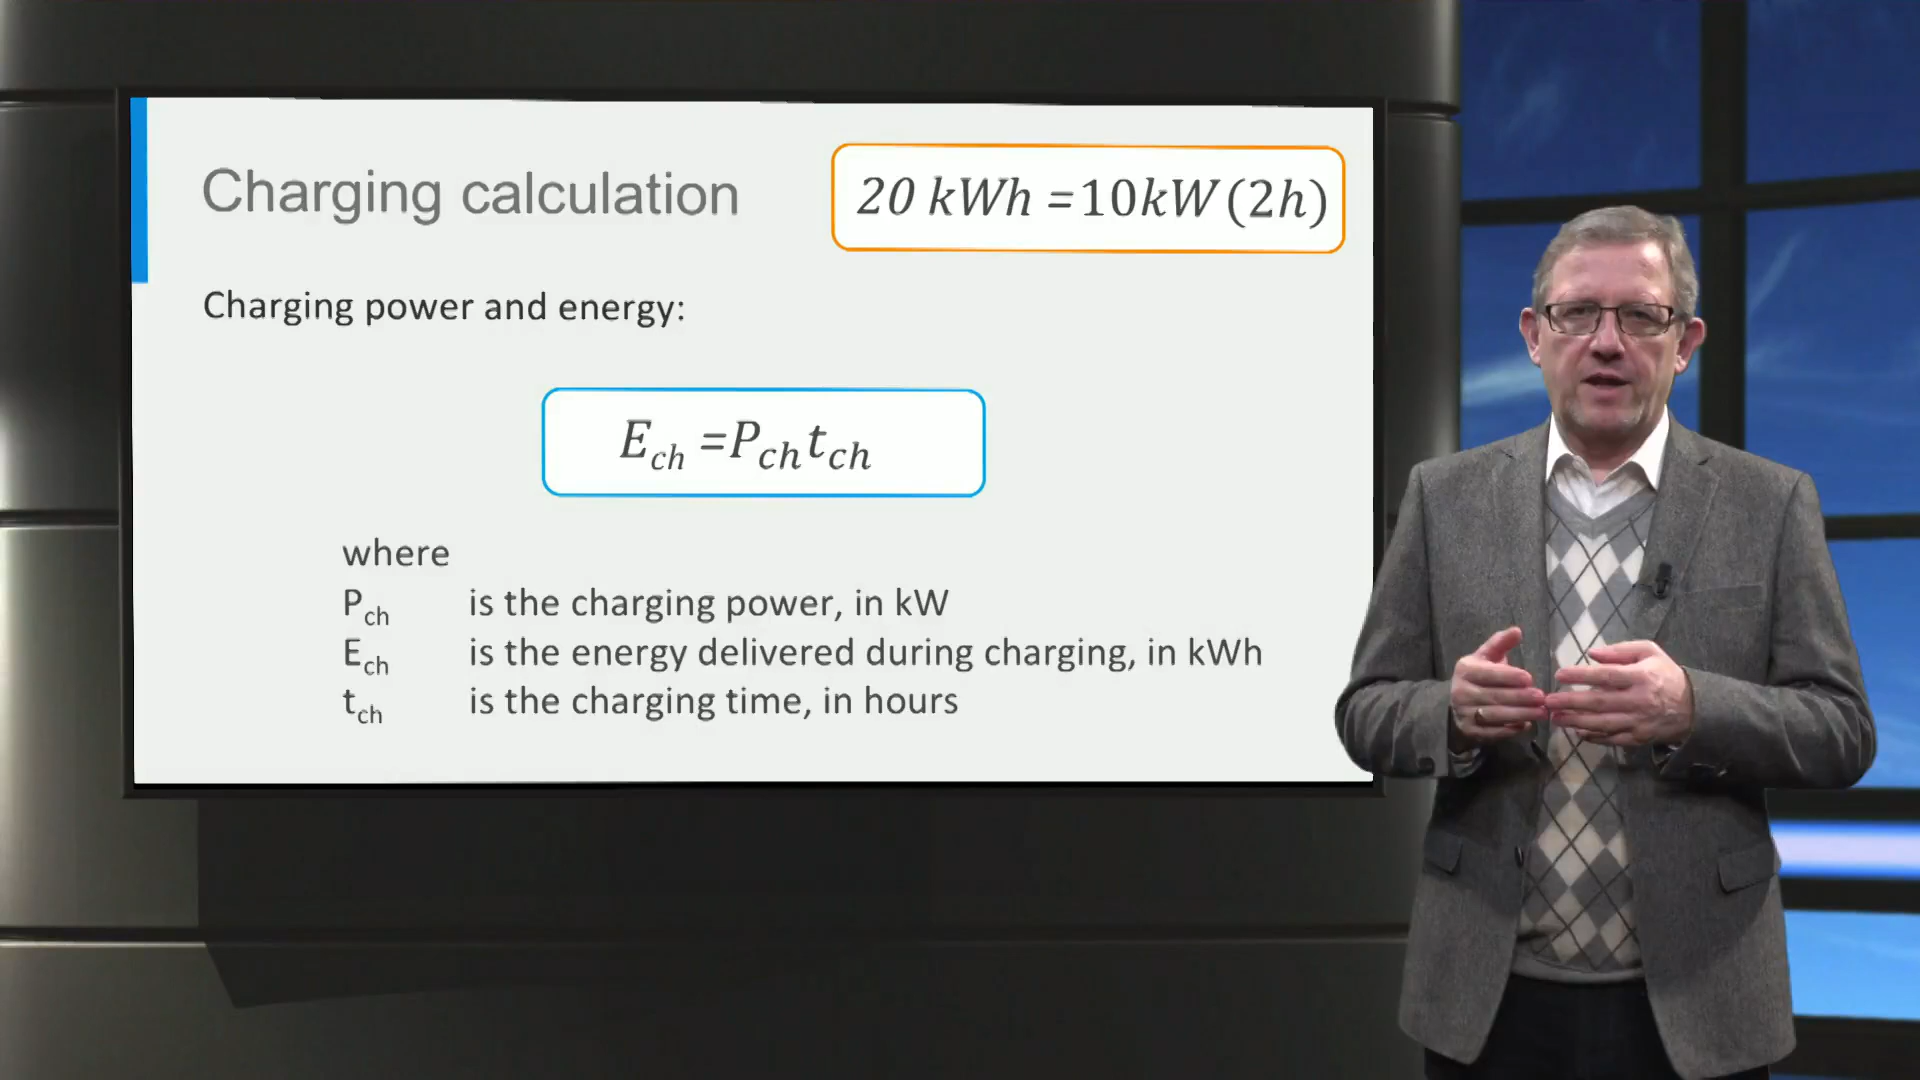 Charging calculation
20 kWh =10kW(2h)
Charging power and energy:
E_ch =P_ch t_ch
where
P_ch is the charging power, in kW
E_ch is the energy delivered during charging, in kWh
t_ch is the charging time, in hours